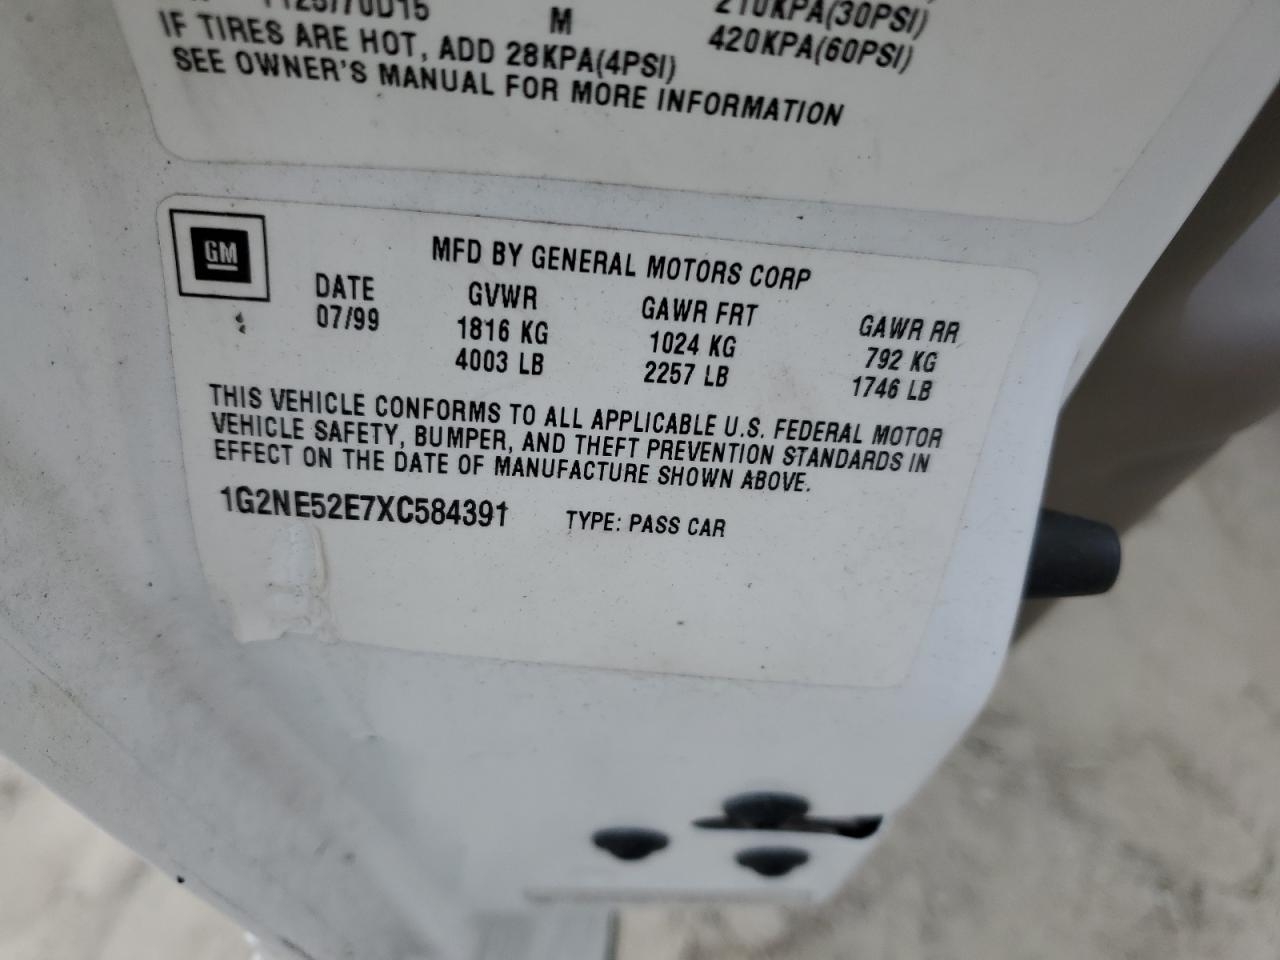 M
210KPA(30PSI)
420KPA(60PSI)
IF TIRES ARE HOT, ADD 28KPA(4PSI)
SEE OWNER'S MANUAL FOR MORE INFORMATION
GM
MFD BY GENERAL MOTORS CORP
DATE GVWR GAWR FRT GAWR RR
07/99 1816 KG 1024 KG 792 KG
4003 LB 2257 LB 1746 LB
THIS VEHICLE CONFORMS TO ALL APPLICABLE U.S. FEDERAL MOTOR
VEHICLE SAFETY, BUMPER, AND THEFT PREVENTION STANDARDS IN
EFFECT ON THE DATE OF MANUFACTURE SHOWN ABOVE.
1G2NE52E7XC584391 TYPE: PASS CAR